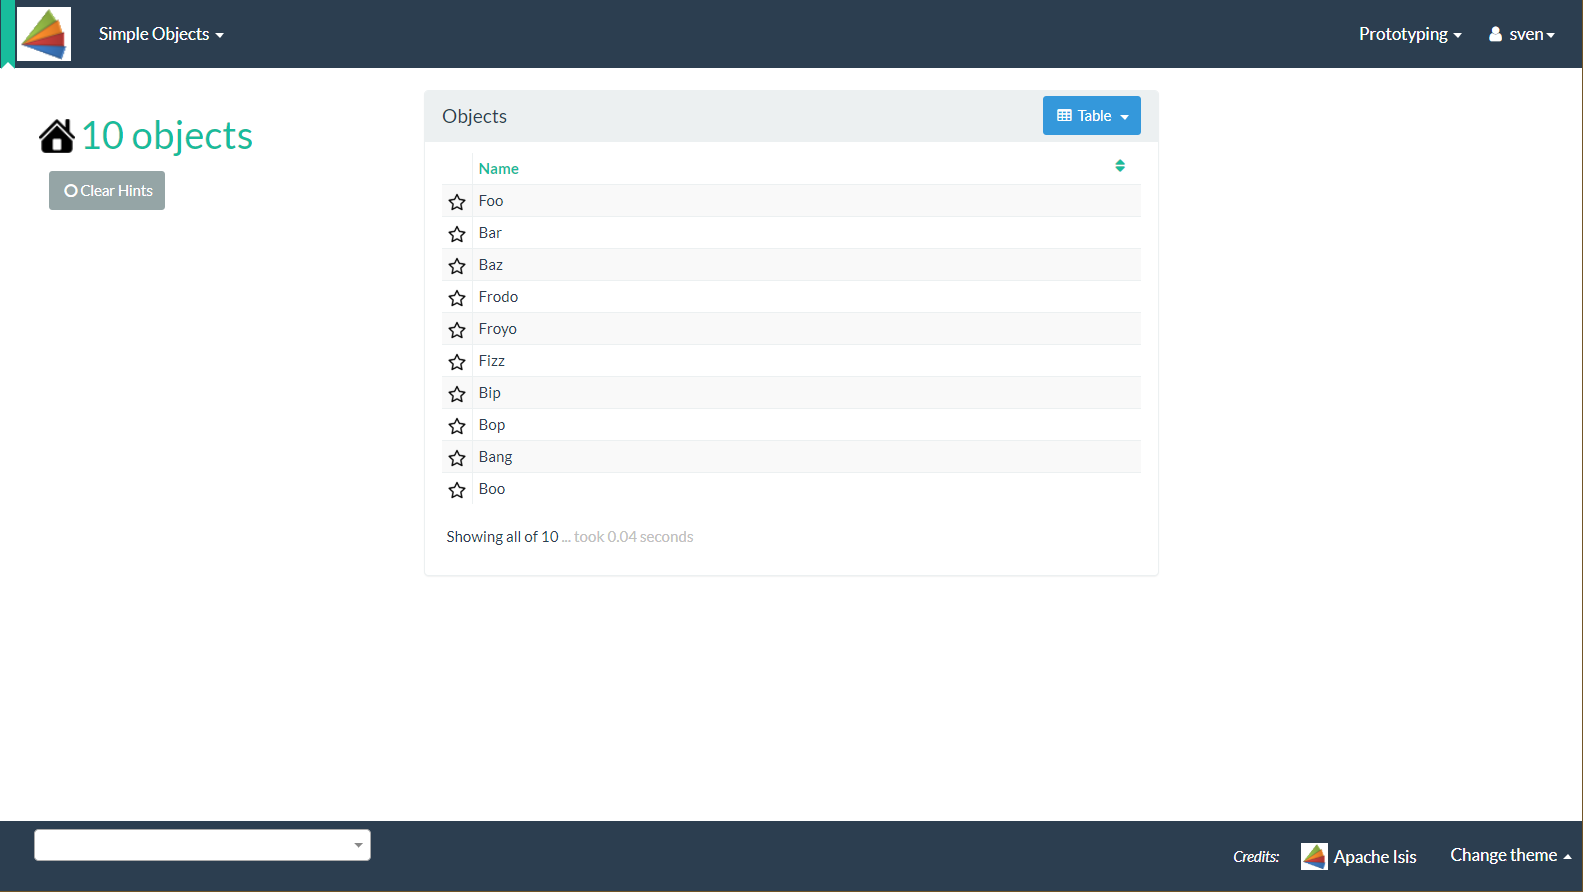 Simple Objects
Prototyping
sven
10 objects
Clear Hints
Objects
Table
Name
Foo
Bar
Baz
Frodo
Froyo
Fizz
Bip
Bop
Bang
Boo
Showing all of 10 ... took 0.04 seconds
Credits:
Apache Isis
Change theme